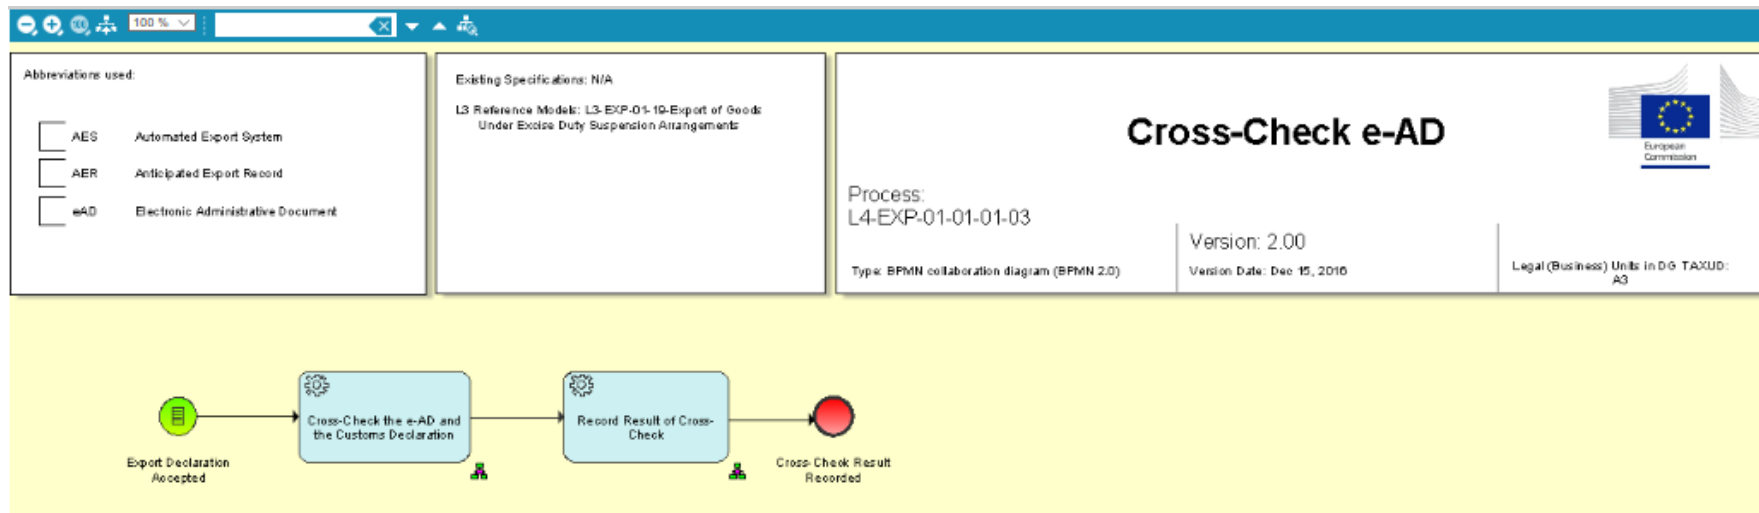 100 %
Abbreviations used:
AES Automated Export System
AER Anticipated Export Record
eAD Electronic Administrative Document
Existing Specifications: N/A
L3 Reference Models: L3-EXP-01-19-Export of Goods
Under Excise Duty Suspension Arrangements
Cross-Check e-AD
European
Commission
Process:
L4-EXP-01-01-01-03
Type: BPMN collaboration diagram (BPMN 2.0)
Version: 2.00
Version Date: Dec 15, 2016
Legal (Business) Units in DG TAXUD:
A3
Export Declaration
Accepted
Cross-Check the e-AD and
the Customs Declaration
Record Result of Cross-
Check
Cross-Check Result
Recorded